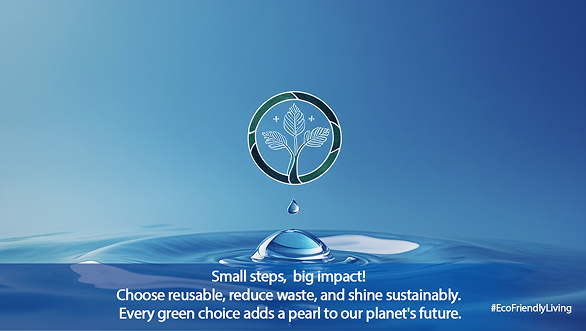 Small steps,  big impact!
Choose reusable, reduce waste, and shine sustainably.
Every green choice adds a pearl to our planet's future.
#EcoFriendlyLiving